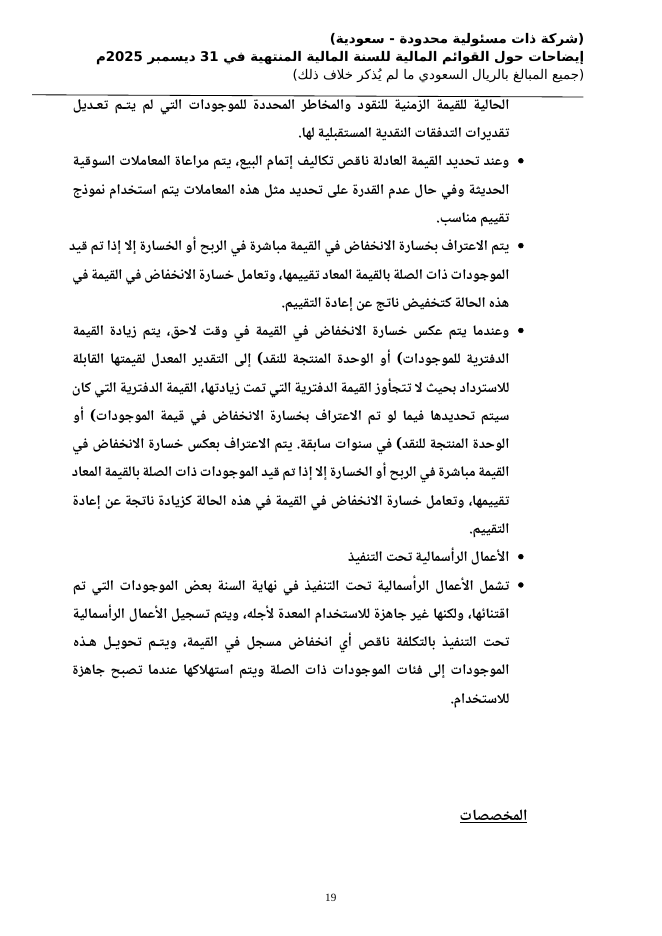 (شركة ذات مسئولية محدودة - سعودية)
إيضاحات حول القوائم المالية للسنة المالية المنتهية في 31 ديسمبر 2025م
(جميع المبالغ بالريال السعودي ما لم يُذكر خلاف ذلك)
الحالية للقيمة الزمنية للنقود والمخاطر المحددة للموجودات التي لم يتم تعديل
تقديرات التدفقات النقدية المستقبلية لها.
• وعند تحديد القيمة العادلة ناقص تكاليف إتمام البيع، يتم مراعاة المعاملات السوقية
الحديثة وفي حال عدم القدرة على تحديد مثل هذه المعاملات يتم استخدام نموذج
تقييم مناسب.
• يتم الاعتراف بخسارة الانخفاض في القيمة مباشرة في الربح أو الخسارة إلا إذا تم قيد
الموجودات ذات الصلة بالقيمة المعاد تقييمها، وتعامل خسارة الانخفاض في القيمة في
هذه الحالة كتخفيض ناتج عن إعادة التقييم.
• وعندما يتم عكس خسارة الانخفاض في القيمة في وقت لاحق، يتم زيادة القيمة
الدفترية للموجودات) أو الوحدة المنتجة للنقد) إلى التقدير المعدل لقيمتها القابلة
للاسترداد بحيث لا تتجأوز القيمة الدفترية التي تمت زيادتها، القيمة الدفترية التي كان
سيتم تحديدها فيما لو تم الاعتراف بخسارة الانخفاض في قيمة الموجودات) أو
الوحدة المنتجة للنقد) في سنوات سابقة. يتم الاعتراف بعكس خسارة الانخفاض في
القيمة مباشرة في الربح أو الخسارة إلا إذا تم قيد الموجودات ذات الصلة بالقيمة المعاد
تقييمها، وتعامل خسارة الانخفاض في القيمة في هذه الحالة كزيادة ناتجة عن إعادة
التقييم.
• الأعمال الرأسمالية تحت التنفيذ
• تشمل الأعمال الرأسمالية تحت التنفيذ في نهاية السنة بعض الموجودات التي تم
اقتنائها، ولكنها غير جاهزة للاستخدام المعدة لأجله، ويتم تسجيل الأعمال الرأسمالية
تحت التنفيذ بالتكلفة ناقص أي انخفاض مسجل في القيمة، ويتم تحويل هذه
الموجودات إلى فئات الموجودات ذات الصلة ويتم استهلاكها عندما تصبح جاهزة
للاستخدام.
المخصصات
19